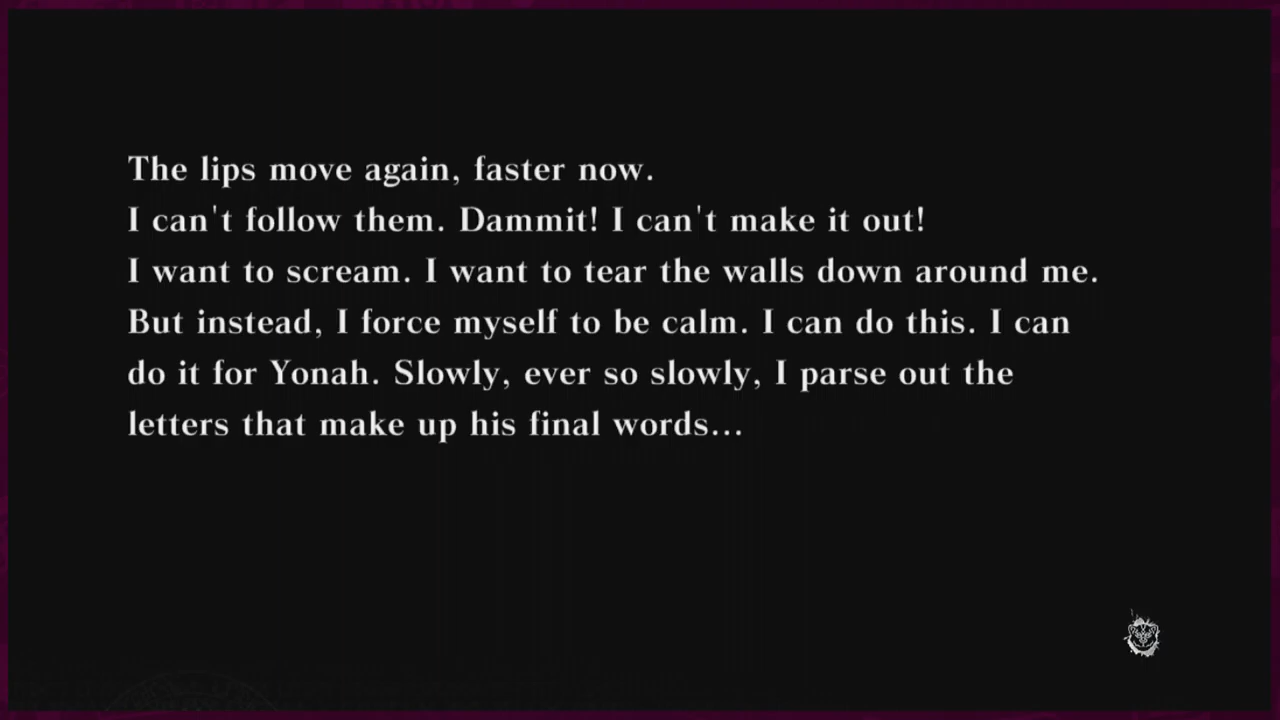 The lips move again, faster now.
I can't follow them. Dammit! I can't make it out!
I want to scream. I want to tear the walls down around me.
But instead, I force myself to be calm. I can do this. I can
do it for Yonah. Slowly, ever so slowly, I parse out the
letters that make up his final words...